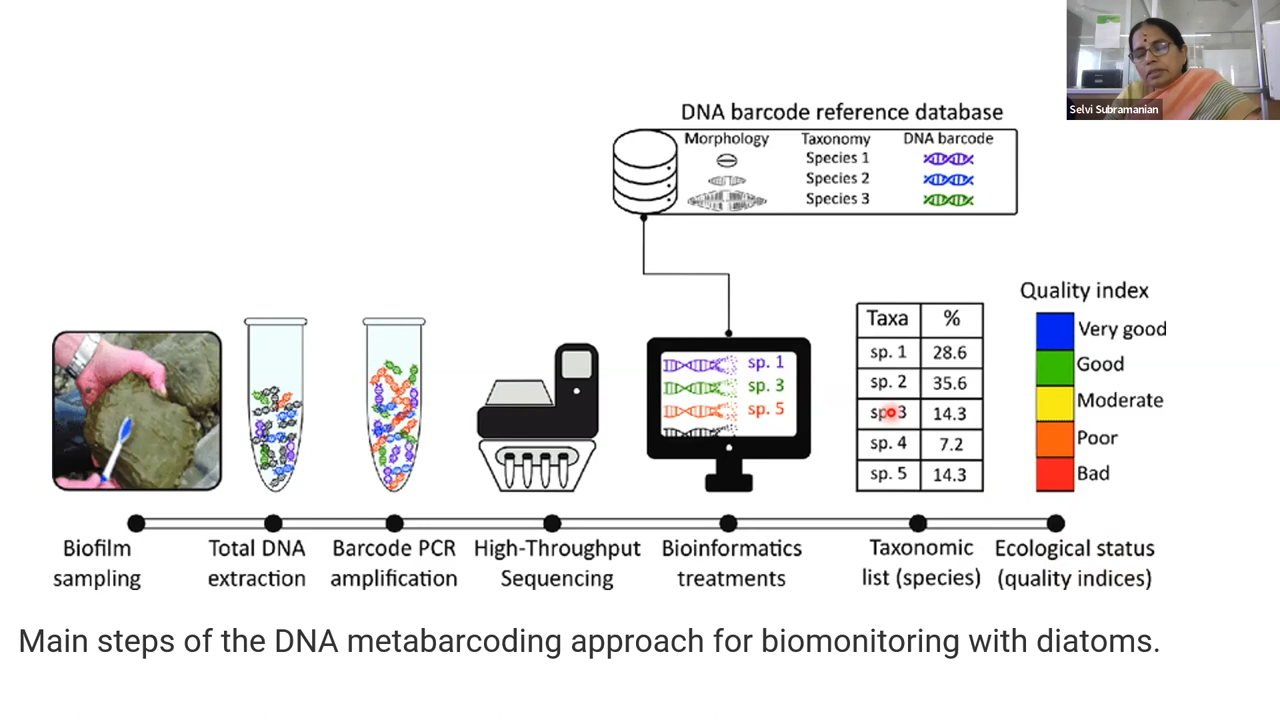 Selvi Subramanian
DNA barcode reference database
Morphology Taxonomy DNA barcode
Species 1
Species 2
Species 3
Quality index
Very good
Good
Moderate
Poor
Bad
sp. 1
sp. 3
sp. 5
Taxa %
sp. 1 28.6
sp. 2 35.6
sp. 3 14.3
sp. 4 7.2
sp. 5 14.3
Biofilm
sampling
Total DNA
extraction
Barcode PCR
amplification
High-Throughput
Sequencing
Bioinformatics
treatments
Taxonomic
list (species)
Ecological status
(quality indices)
Main steps of the DNA metabarcoding approach for biomonitoring with diatoms.